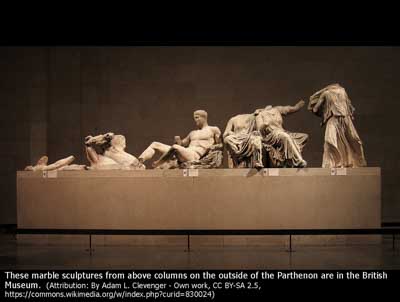 These marble sculptures from above columns on the outside of the Parthenon are in the British
Museum. (Attribution: By Adam L. Clevenger - Own work, CC BY-SA 2.5,
https://commons.wikimedia.org/w/index.php?curid=830024)